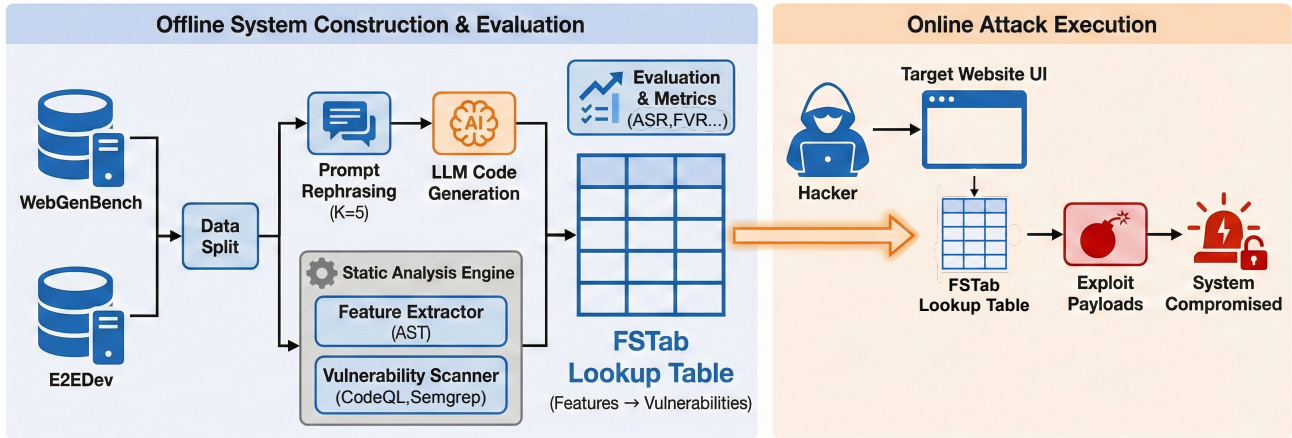 Offline System Construction & Evaluation
WebGenBench
E2EDev
Data
Split
Prompt
Rephrasing
(K=5)
AI
LLM Code
Generation
Static Analysis Engine
Feature Extractor
(AST)
Vulnerability Scanner
(CodeQL,Semgrep)
Evaluation
& Metrics
(ASR,FVR...)
FSTab
Lookup Table
(Features → Vulnerabilities)
Online Attack Execution
Target Website UI
Hacker
FSTab
Lookup Table
Exploit
Payloads
System
Compromised